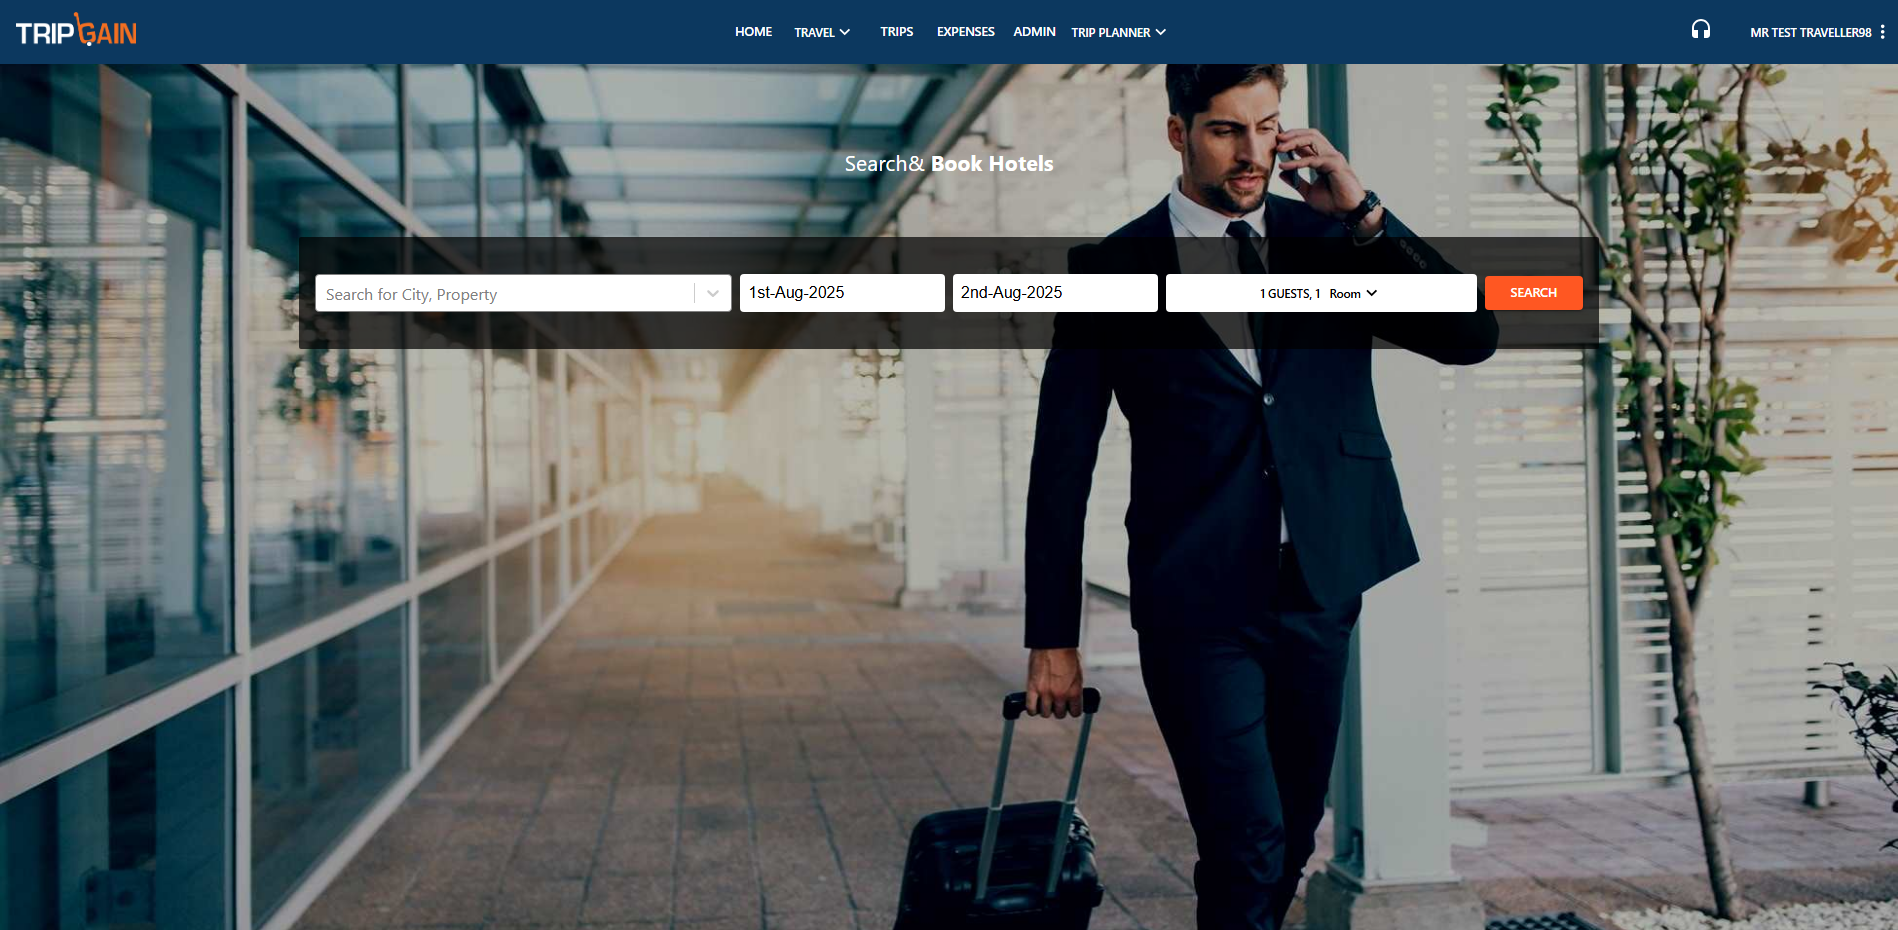 TRIPGAIN
HOME TRAVEL TRIPS EXPENSES ADMIN TRIP PLANNER
MR TEST TRAVELLER98
Search& Book Hotels
Search for City, Property
1st-Aug-2025
2nd-Aug-2025
1 GUESTS, 1 Room
SEARCH